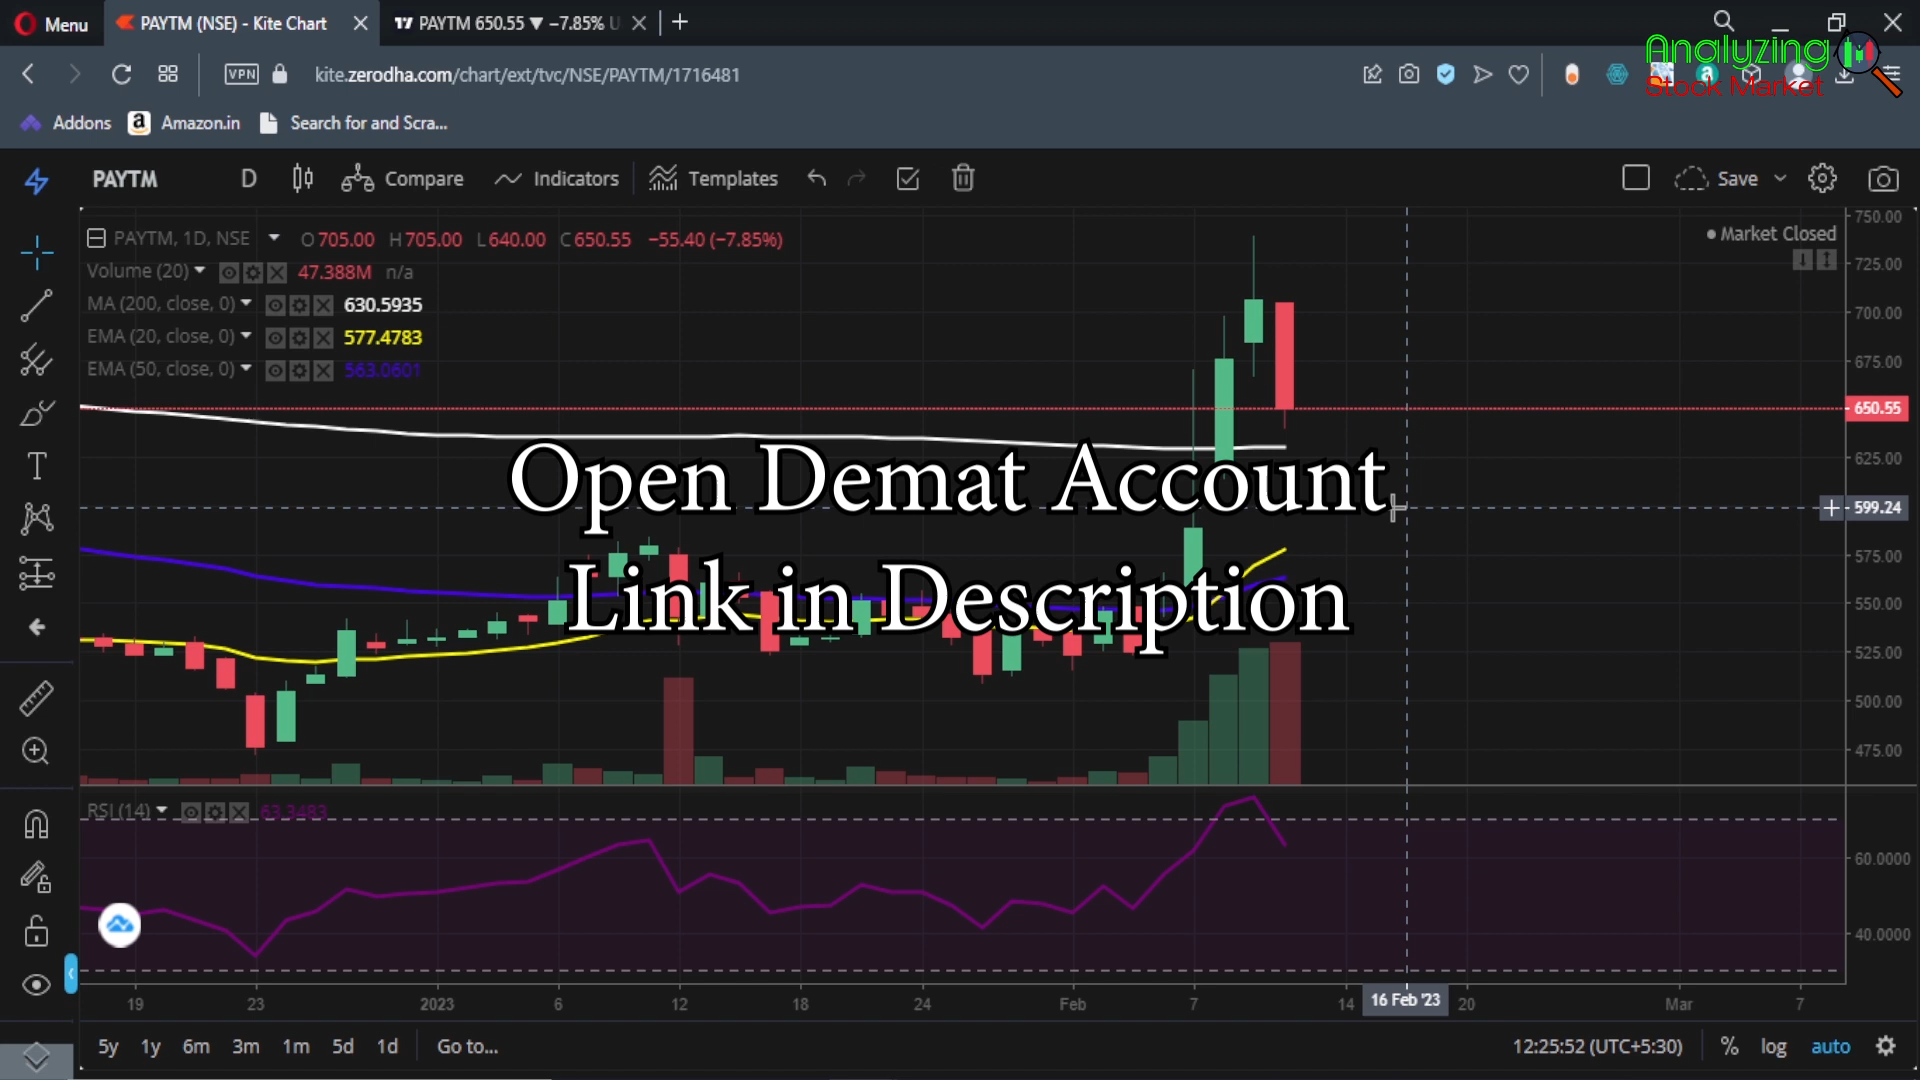 Menu
PAYTM (NSE) - Kite Chart
PAYTM 650.55 ▼ −7.85% U
Analyzing
Stock Market
VPN
kite.zerodha.com/chart/ext/tvc/NSE/PAYTM/1716481
Addons
a Amazon.in
Search for and Scra...
PAYTM
D
Compare
Indicators
Templates
Save
PAYTM, 1D, NSE
O 705.00 H 705.00 L 640.00 C 650.55 −55.40 (−7.85%)
Market Closed
Volume (20) 47.388M n/a
MA (200, close, 0) 630.5935
EMA (20, close, 0) 577.4783
EMA (50, close, 0) 563.0601
750.00
725.00
700.00
675.00
650.55
625.00
599.24
575.00
550.00
525.00
500.00
475.00
Open Demat Account
Link in Description
RSI (14) 63.3483
60.0000
40.0000
19 23 2023 6 12 18 24 Feb 7 14 16 Feb '23 20 Mar 7
5y 1y 6m 3m 1m 5d 1d Go to...
12:25:52 (UTC+5:30) % log auto